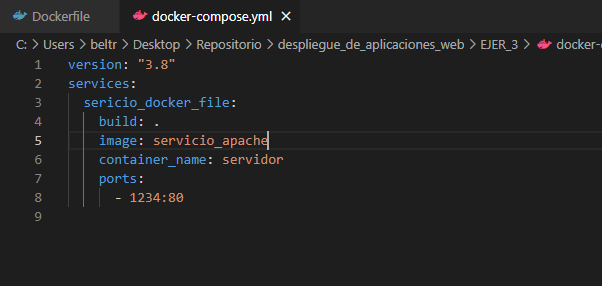 Dockerfile docker-compose.yml
C: > Users > beltr > Desktop > Repositorio > despliegue_de_aplicaciones_web > EJER_3 > docker-
1 version: "3.8"
2 services:
3 sericio_docker_file:
4 build: .
5 image: servicio_apache
6 container_name: servidor
7 ports:
8 - 1234:80
9